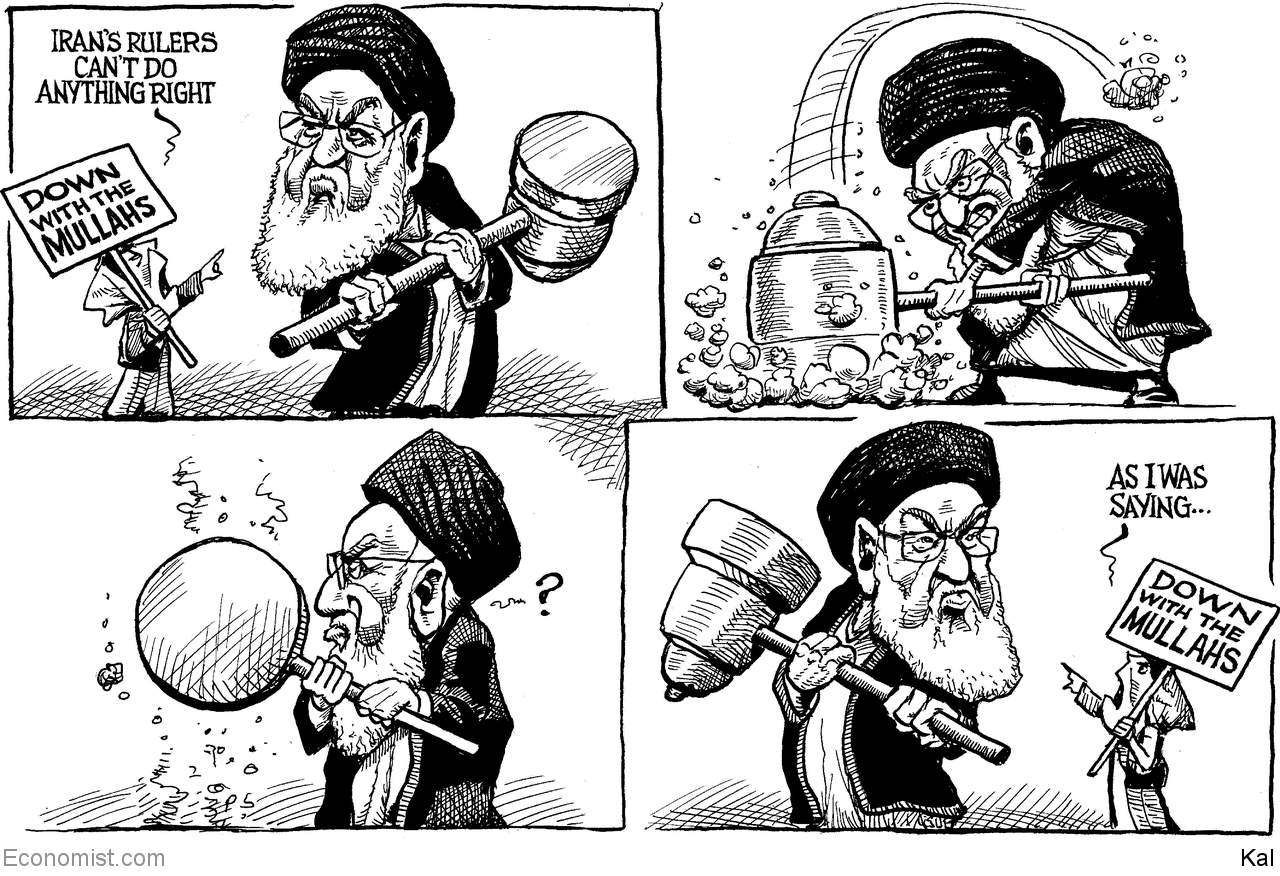 IRAN'S RULERS
CAN'T DO
ANYTHING RIGHT
DOWN
WITH THE
MULLAHS
DANZIAMY
?
AS I WAS
SAYING...
DOWN
WITH THE
MULLAHS
Economist.com
Kal